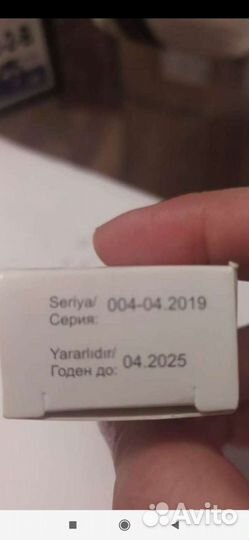 Seriya/ 004-04.2019
Серия:
Yararlıdır/ 04.2025
Годен до:
Avito